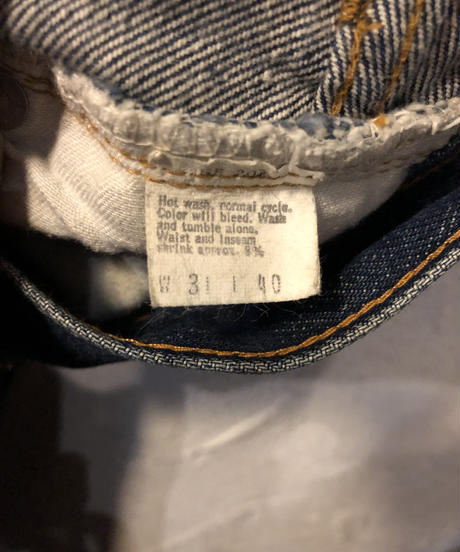 Hot wash, normal cycle.
Color will bleed. Wash
and tumble alone.
Waist and Inseam
shrink approx. 8%
W 31 L 40